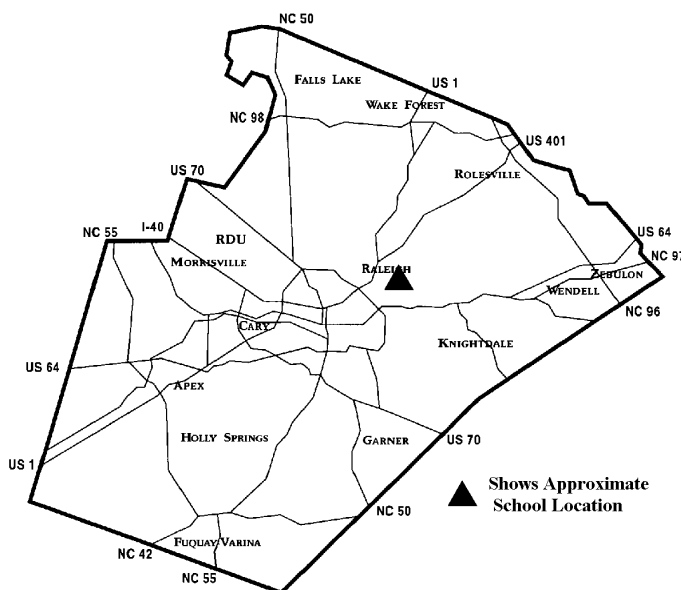 NC 50
FALLS LAKE
US 1
WAKE FOREST
NC 98
US 401
US 70
ROLESVILLE
I-40
NC 55
RDU
US 64
MORRISVILLE
RALEIGH
NC 97
ZEBULON
WENDELL
NC 96
CARY
KNIGHTDALE
US 64
APEX
HOLLY SPRINGS
GARNER
US 70
US 1
Shows Approximate
School Location
NC 50
FUQUAY-VARINA
NC 42
NC 55